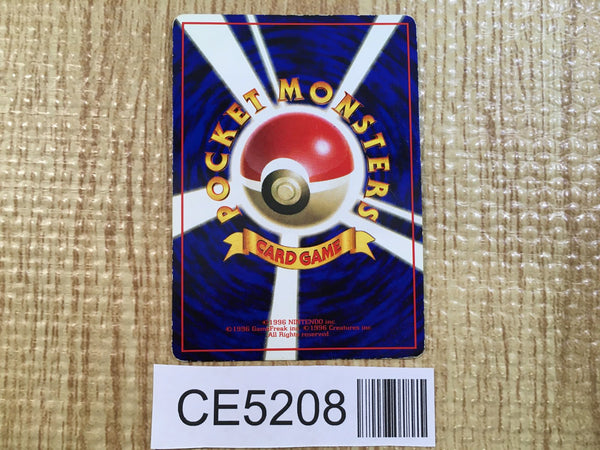 POCKET MONSTERS
CARD GAME
©1996 NINTENDO inc
©1996 GameFreak inc ©1996 Creatures inc
All Rights reserved
CE5208